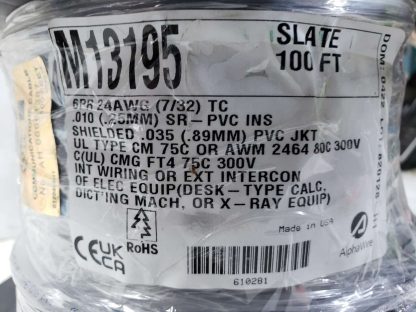 M13195
SLATE
100 FT
6PR 24AWG (7/32) TC
.010 (.25MM) SR-PVC INS
SHIELDED .035 (.89MM) PVC JKT
UL TYPE CM 75C OR AWM 2464 80C 300V
C(UL) CMG FT4 75C 300V
INT WIRING OR EXT INTERCON
OF ELEC EQUIP(DESK-TYPE CALC,
DICT'ING MACH, OR X-RAY EQUIP)
CE UK
CA
RoHS
Made in USA
AlphaWire
610281
DOM: 0422